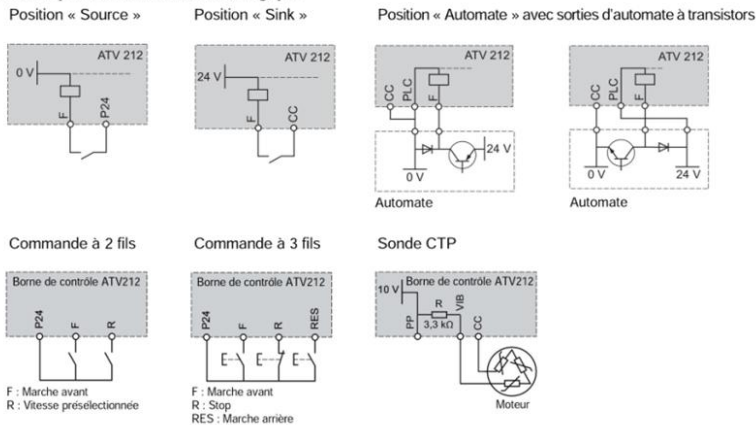 Position « Source »
Position « Sink »
Position « Automate » avec sorties d'automate à transistors
ATV 212
0 V
F
P24
ATV 212
24 V
F
CC
ATV 212
CC
PLC
F
24 V
0 V
Automate
ATV 212
CC
PLC
F
0 V
24 V
Automate
Commande à 2 fils
Commande à 3 fils
Sonde CTP
Borne de contrôle ATV212
P24
F
R
F : Marche avant
R : Vitesse présélectionnée
Borne de contrôle ATV212
P24
F
R
RES
F : Marche avant
R : Stop
RES : Marche arrière
Borne de contrôle ATV212
10 V
R
3,3 kΩ
PP
VIB
CC
Moteur